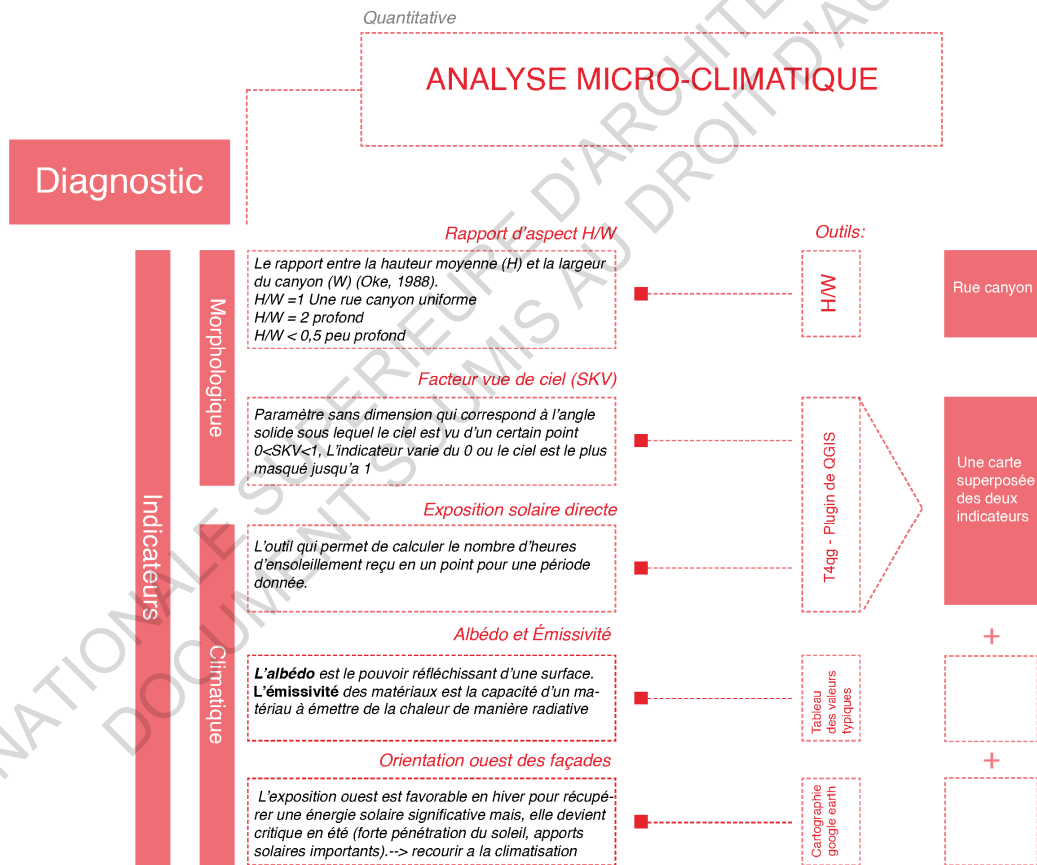 Quantitative
ANALYSE MICRO-CLIMATIQUE
Diagnostic
Indicateurs
Morphologique
Rapport d'aspect H/W
Outils:
Le rapport entre la hauteur moyenne (H) et la largeur
du canyon (W) (Oke, 1988).
H/W =1 Une rue canyon uniforme
H/W = 2 profond
H/W < 0,5 peu profond
H/W
Rue canyon
Facteur vue de ciel (SKV)
Paramètre sans dimension qui correspond à l'angle
solide sous lequel le ciel est vu d'un certain point
0<SKV<1, L'indicateur varie du 0 ou le ciel est le plus
masqué jusqu'a 1
T4qg - Plugin de QGIS
Une carte
superposée
des deux
indicateurs
Climatique
Exposition solaire directe
L'outil qui permet de calculer le nombre d'heures
d'ensoleillement reçu en un point pour une période
donnée.
+
Albédo et Émissivité
L'albédo est le pouvoir réfléchissant d'une surface.
L'émissivité des matériaux est la capacité d'un ma-
tériau à émettre de la chaleur de manière radiative
Tableau
des valeurs
typiques
+
Orientation ouest des façades
L'exposition ouest est favorable en hiver pour récupé-
rer une énergie solaire significative mais, elle devient
critique en été (forte pénétration du soleil, apports
solaires importants).--> recourir a la climatisation
Cartographie
google earth
NATIONALE SUPERIEURE D'ARCHITE
DOCUMENT SOUMIS AU DROIT D'AU